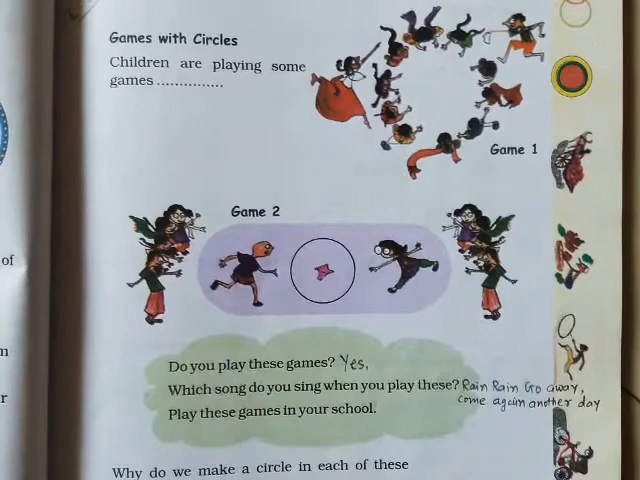 Games with Circles
Children are playing some
games ...............
Game 1
Game 2
of
Do you play these games? Yes,
Which song do you sing when you play these? Rain Rain Go away,
come again another day
Play these games in your school.
r
Why do we make a circle in each of these